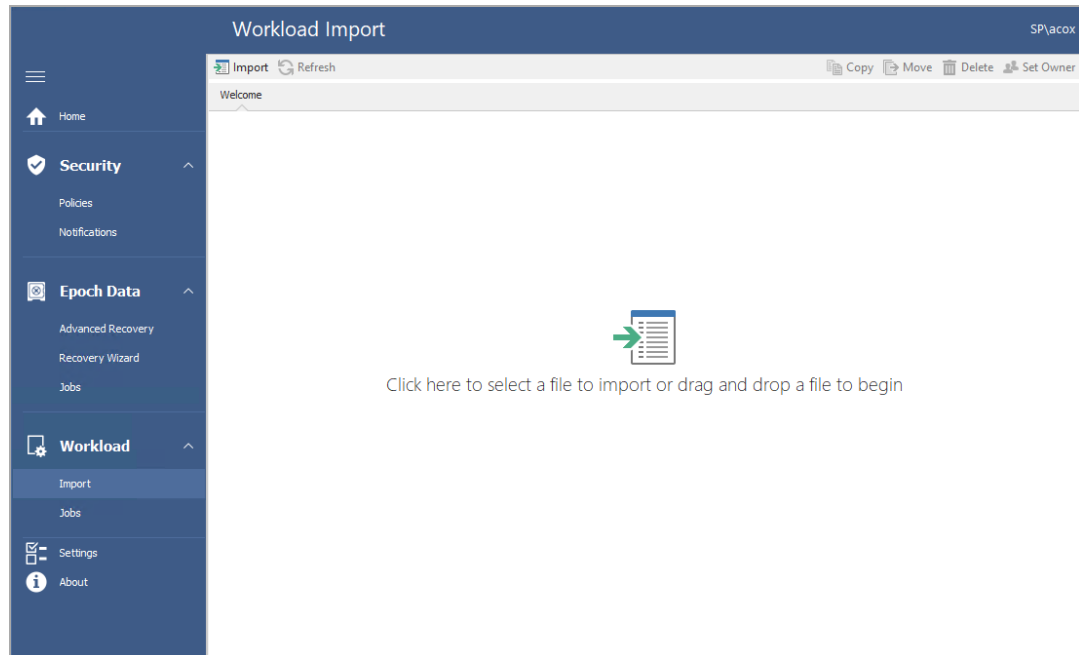 Workload Import
SP\acox
Import Refresh Copy Move Delete Set Owner
Welcome
Home
Security
Policies
Notifications
Epoch Data
Advanced Recovery
Recovery Wizard
Jobs
Workload
Import
Jobs
Settings
About
Click here to select a file to import or drag and drop a file to begin